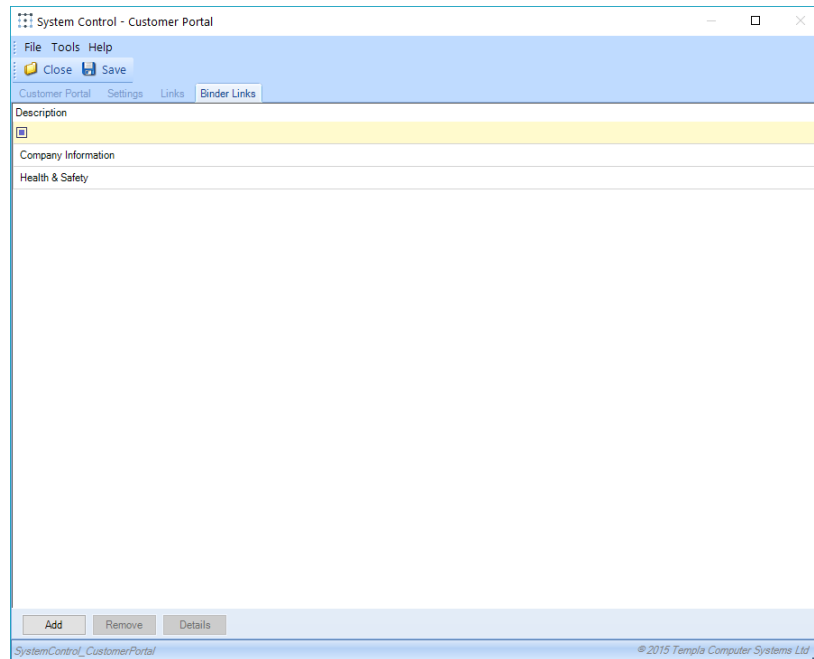 System Control - Customer Portal
File Tools Help
Close Save
Customer Portal Settings Links Binder Links
Description
Company Information
Health & Safety
Add Remove Details
SystemControl_CustomerPortal © 2015 Templa Computer Systems Ltd